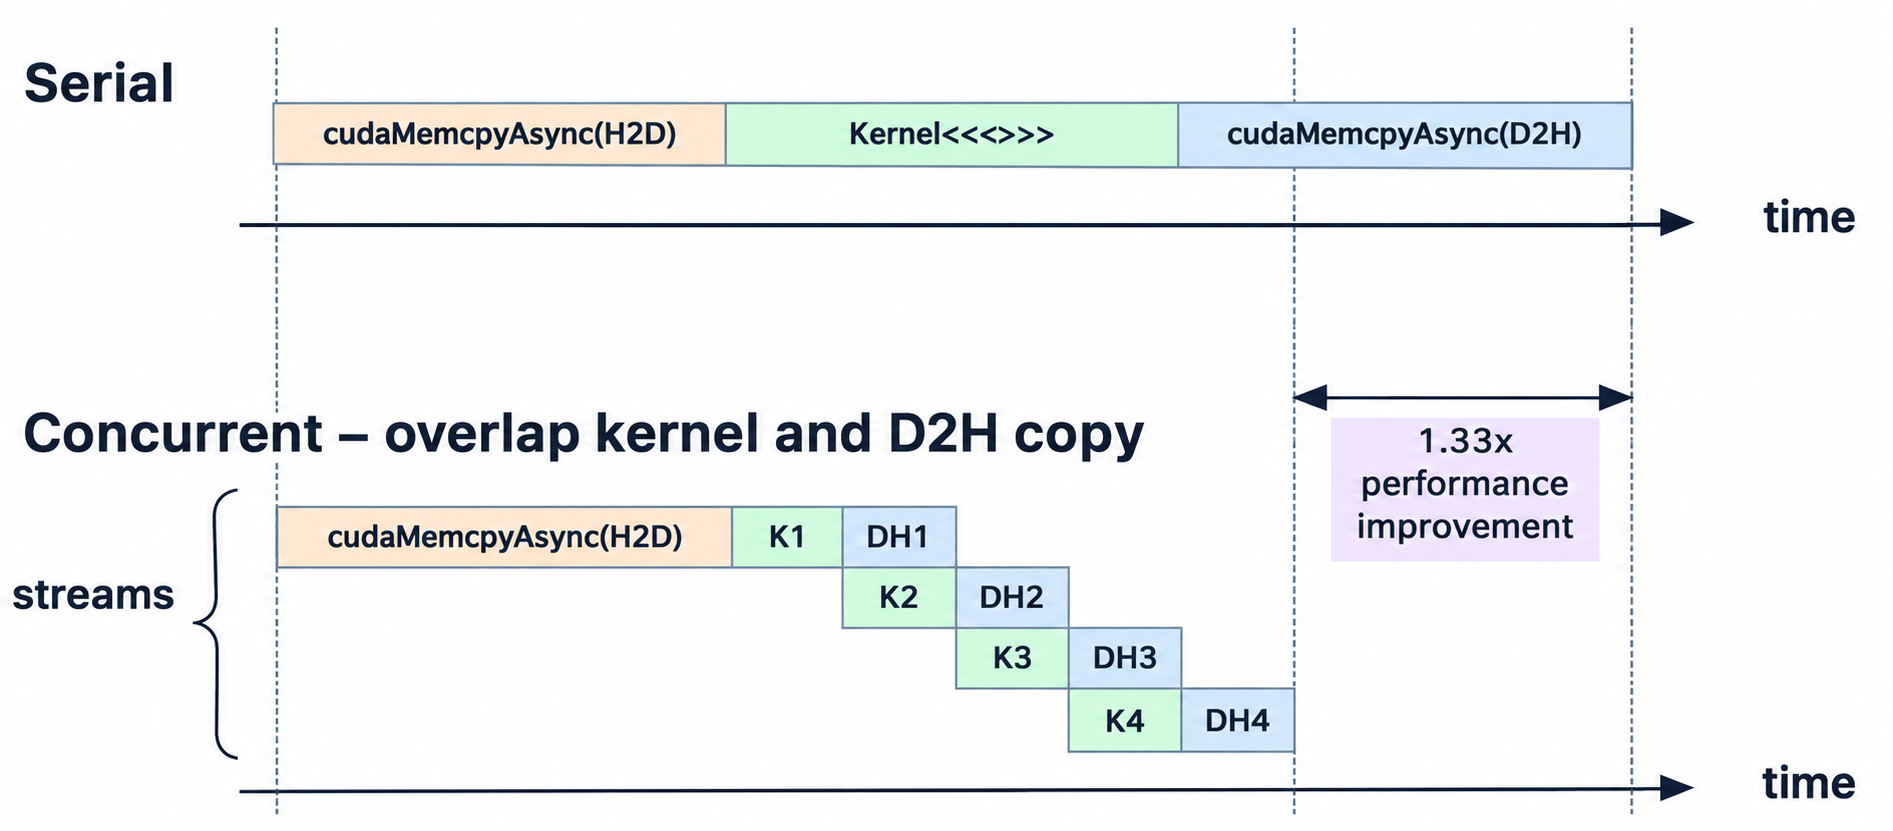 Serial
cudaMemcpyAsync(H2D) Kernel<<<>>> cudaMemcpyAsync(D2H)
time
Concurrent – overlap kernel and D2H copy
1.33x
performance
improvement
streams
cudaMemcpyAsync(H2D) K1 DH1
K2 DH2
K3 DH3
K4 DH4
time